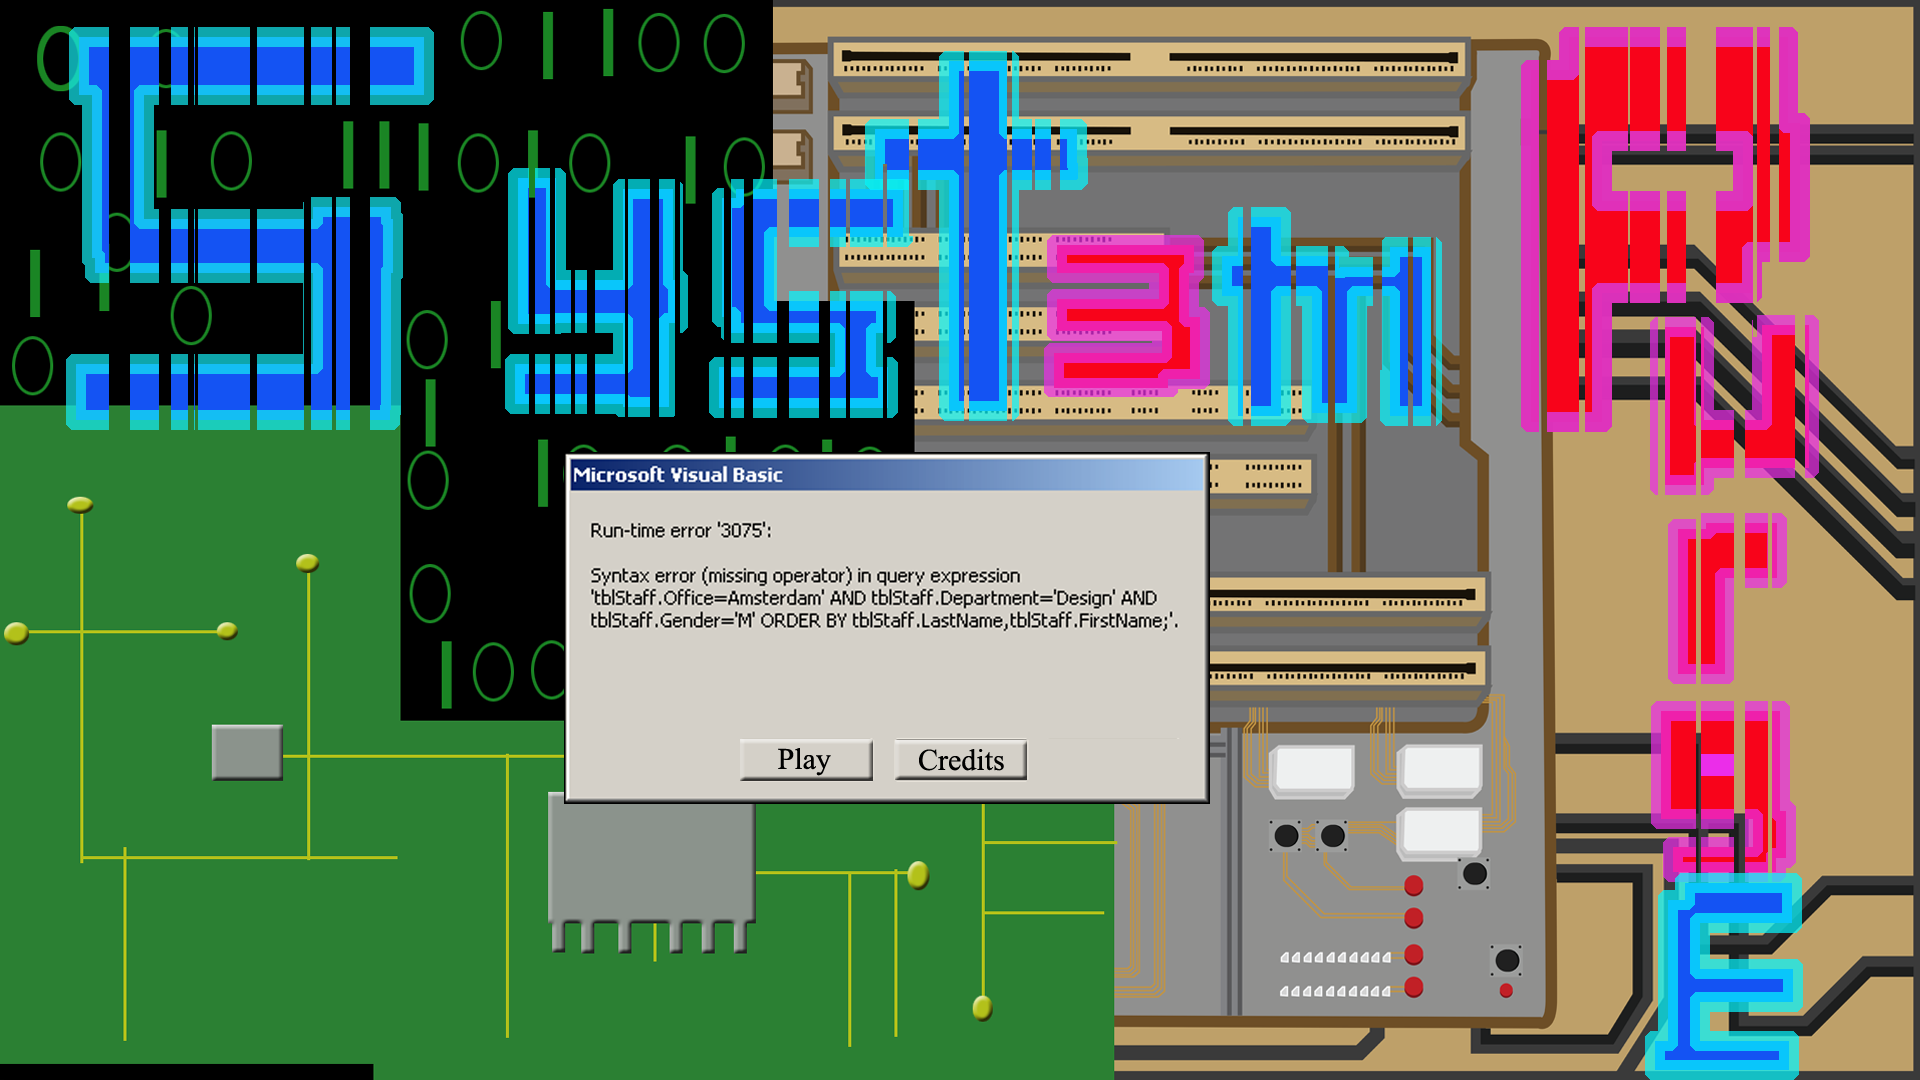 Syst3m
PurgE
Microsoft Visual Basic
Run-time error '3075':
Syntax error (missing operator) in query expression
'tblStaff.Office=Amsterdam' AND tblStaff.Department='Design' AND
tblStaff.Gender='M' ORDER BY tblStaff.LastName,tblStaff.FirstName;'.
Play
Credits